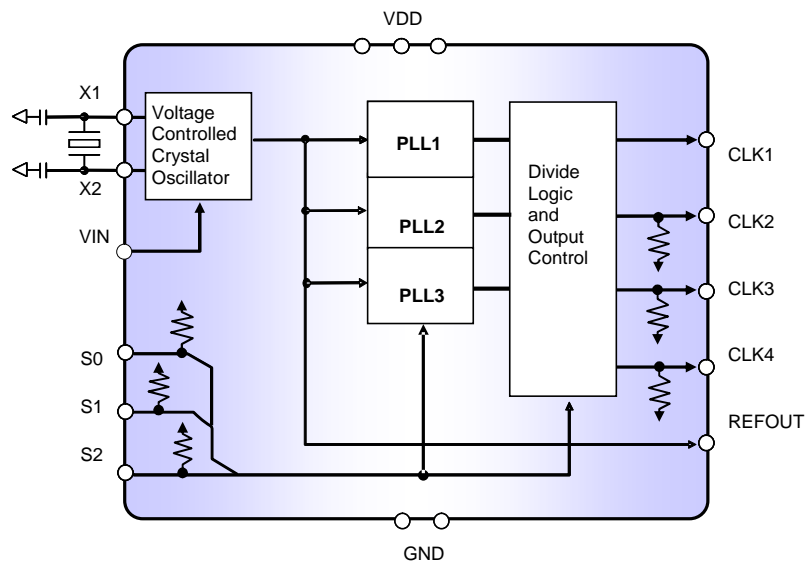 VDD
X1
Voltage
Controlled
Crystal
Oscillator
X2
VIN
PLL1
PLL2
PLL3
Divide
Logic
and
Output
Control
CLK1
CLK2
CLK3
CLK4
REFOUT
S0
S1
S2
GND